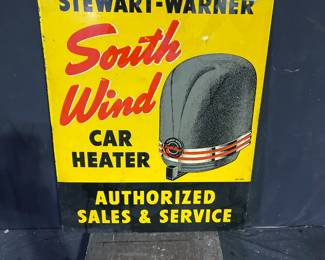 STEWART-WARNER
South
Wind
CAR
HEATER
AUTHORIZED
SALES & SERVICE